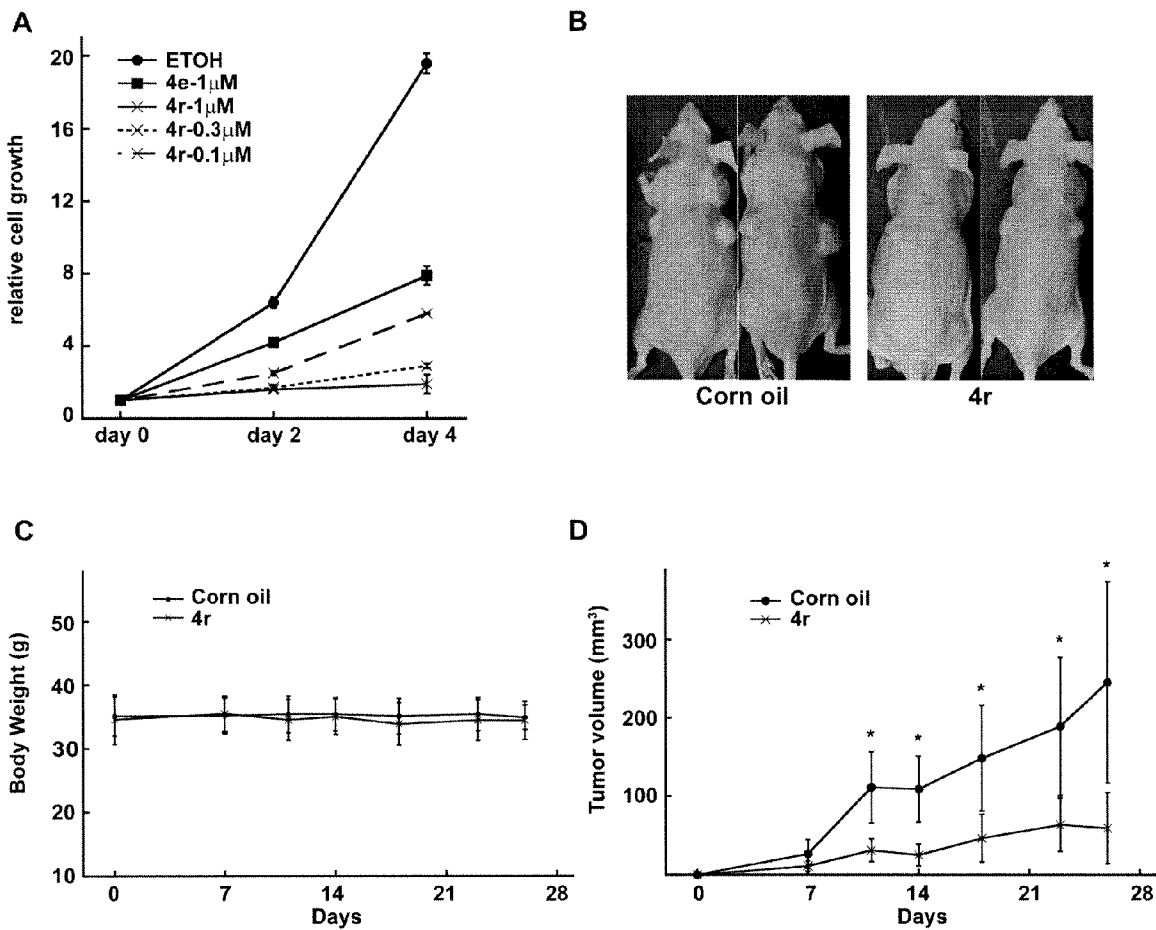 A
relative cell growth
20
16
12
8
4
0
ETOH
4e-1μM
4r-1μM
4r-0.3μM
4r-0.1μM
day 0 day 2 day 4
B
Corn oil 4r
C
Body Weight (g)
50
40
30
20
10
Corn oil
4r
0 7 14 21 28
Days
D
Tumor volume (mm³)
300
200
100
Corn oil
4r
* * * * *
0 7 14 21 28
Days